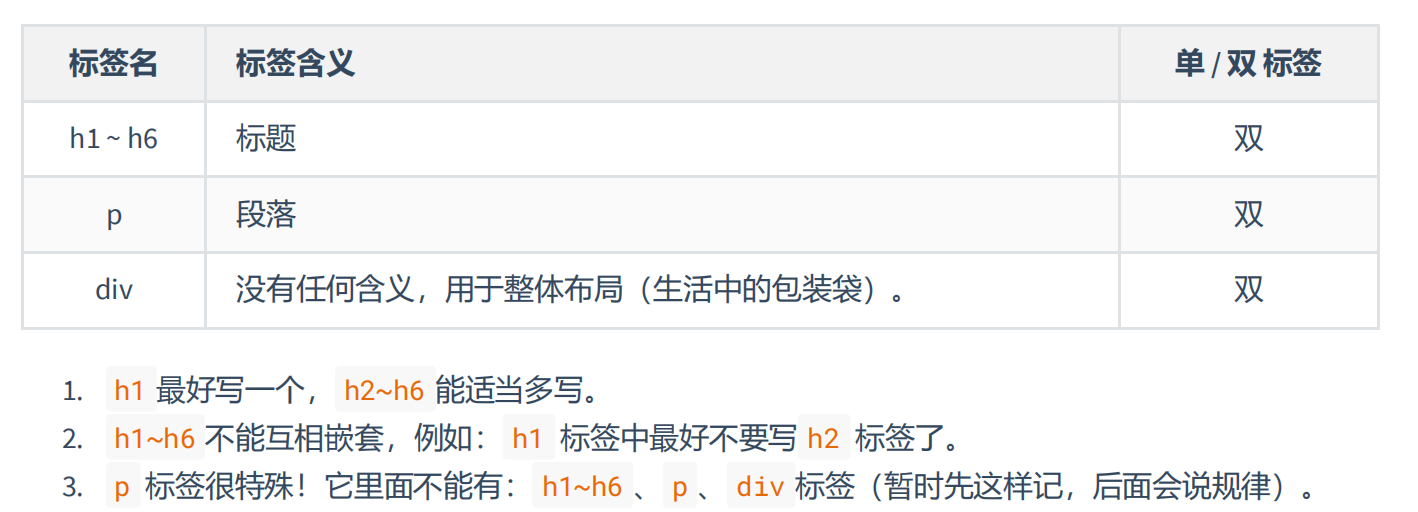 标签名 标签含义 单 / 双 标签
h1 ~ h6 标题 双
p 段落 双
div 没有任何含义，用于整体布局（生活中的包装袋）。 双
1. h1 最好写一个， h2~h6 能适当多写。
2. h1~h6 不能互相嵌套，例如： h1 标签中最好不要写 h2 标签了。
3. p 标签很特殊！它里面不能有： h1~h6 、 p 、 div 标签（暂时先这样记，后面会说规律）。